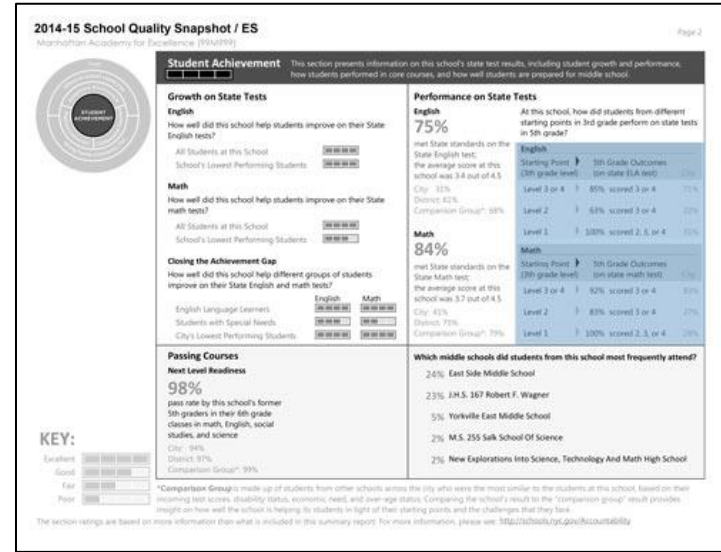 2014-15 School Quality Snapshot / ES
Page 2
Manhattan Academy for Excellence (99M999)
STUDENT
ACHIEVEMENT
Student Achievement
This section presents information on this school's state test results, including student growth and performance,
how students performed in core courses, and how well students are prepared for middle school.
Growth on State Tests
English
How well did this school help students improve on their State
English tests?
All Students at this School
School's Lowest Performing Students
Math
How well did this school help students improve on their State
math tests?
All Students at this School
School's Lowest Performing Students
Closing the Achievement Gap
How well did this school help different groups of students
improve on their State English and math tests?
English Math
English Language Learners
Students with Special Needs
City's Lowest Performing Students
Performance on State Tests
English
75%
met State standards on the
State English test;
the average score at this
school was 3.4 out of 4.5
City: 31%
District: 61%
Comparison Group*: 68%
Math
84%
met State standards on the
State Math test;
the average score at this
school was 3.7 out of 4.5
City: 41%
District: 75%
Comparison Group*: 79%
At this school, how did students from different
starting points in 3rd grade perform on state tests
in 5th grade?
English
Starting Point 5th Grade Outcomes
(3th grade level) (on state ELA test) City
Level 3 or 4 85% scored 3 or 4
Level 2 63% scored 3 or 4
Level 1 100% scored 2, 3, or 4
Math
Starting Point 5th Grade Outcomes
(3th grade level) (on state math test) City
Level 3 or 4 92% scored 3 or 4
Level 2 83% scored 3 or 4
Level 1 100% scored 2, 3, or 4
Passing Courses
Next Level Readiness
98%
pass rate by this school's former
5th graders in their 6th grade
classes in math, English, social
studies, and science
City: 94%
District: 97%
Comparison Group*: 99%
Which middle schools did students from this school most frequently attend?
24% East Side Middle School
23% J.H.S. 167 Robert F. Wagner
5% Yorkville East Middle School
2% M.S. 255 Salk School Of Science
2% New Explorations Into Science, Technology And Math High School
KEY:
Excellent
Good
Fair
Poor
*Comparison Group is made up of students from other schools across the city who were the most similar to the students at this school, based on their
incoming test scores, disability status, economic need, and over-age status. Comparing the school's result to the "comparison group" result provides
insight on how well the school is helping its students in light of their starting points and the challenges that they face.
The section ratings are based on more information than what is included in this summary report. For more information, please see: http://schools.nyc.gov/Accountability